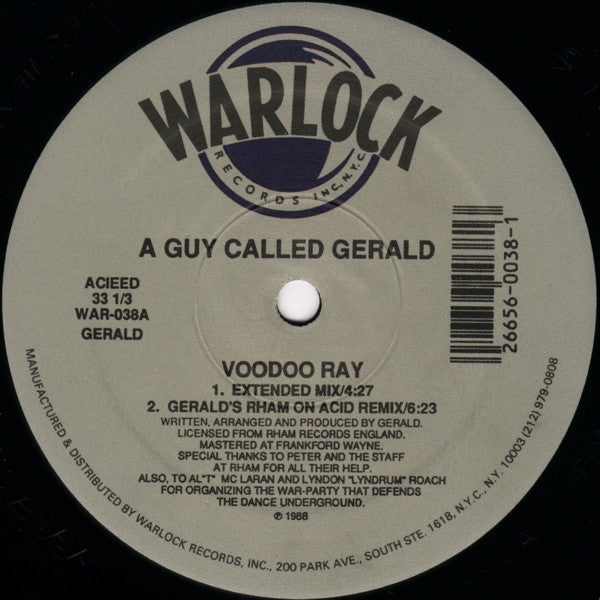 WARLOCK
RECORDS INC. N.Y.C.
A GUY CALLED GERALD
ACIEED
33 1/3
WAR-038A
GERALD
26656-0038-1
VOODOO RAY
1. EXTENDED MIX/4:27
2. GERALD'S RHAM ON ACID REMIX/6:23
WRITTEN, ARRANGED AND PRODUCED BY GERALD.
LICENSED FROM RHAM RECORDS ENGLAND.
MASTERED AT FRANKFORD WAYNE.
SPECIAL THANKS TO PETER AND THE STAFF
AT RHAM FOR ALL THEIR HELP.
ALSO, TO AL"T" MC LARAN AND LYNDON "LYNDRUM" ROACH
FOR ORGANIZING THE WAR-PARTY THAT DEFENDS
THE DANCE UNDERGROUND.
℗ 1988
MANUFACTURED & DISTRIBUTED BY WARLOCK RECORDS, INC., 200 PARK AVE., SOUTH STE. 1618, N.Y.C., N.Y. 10003 (212) 979-0808